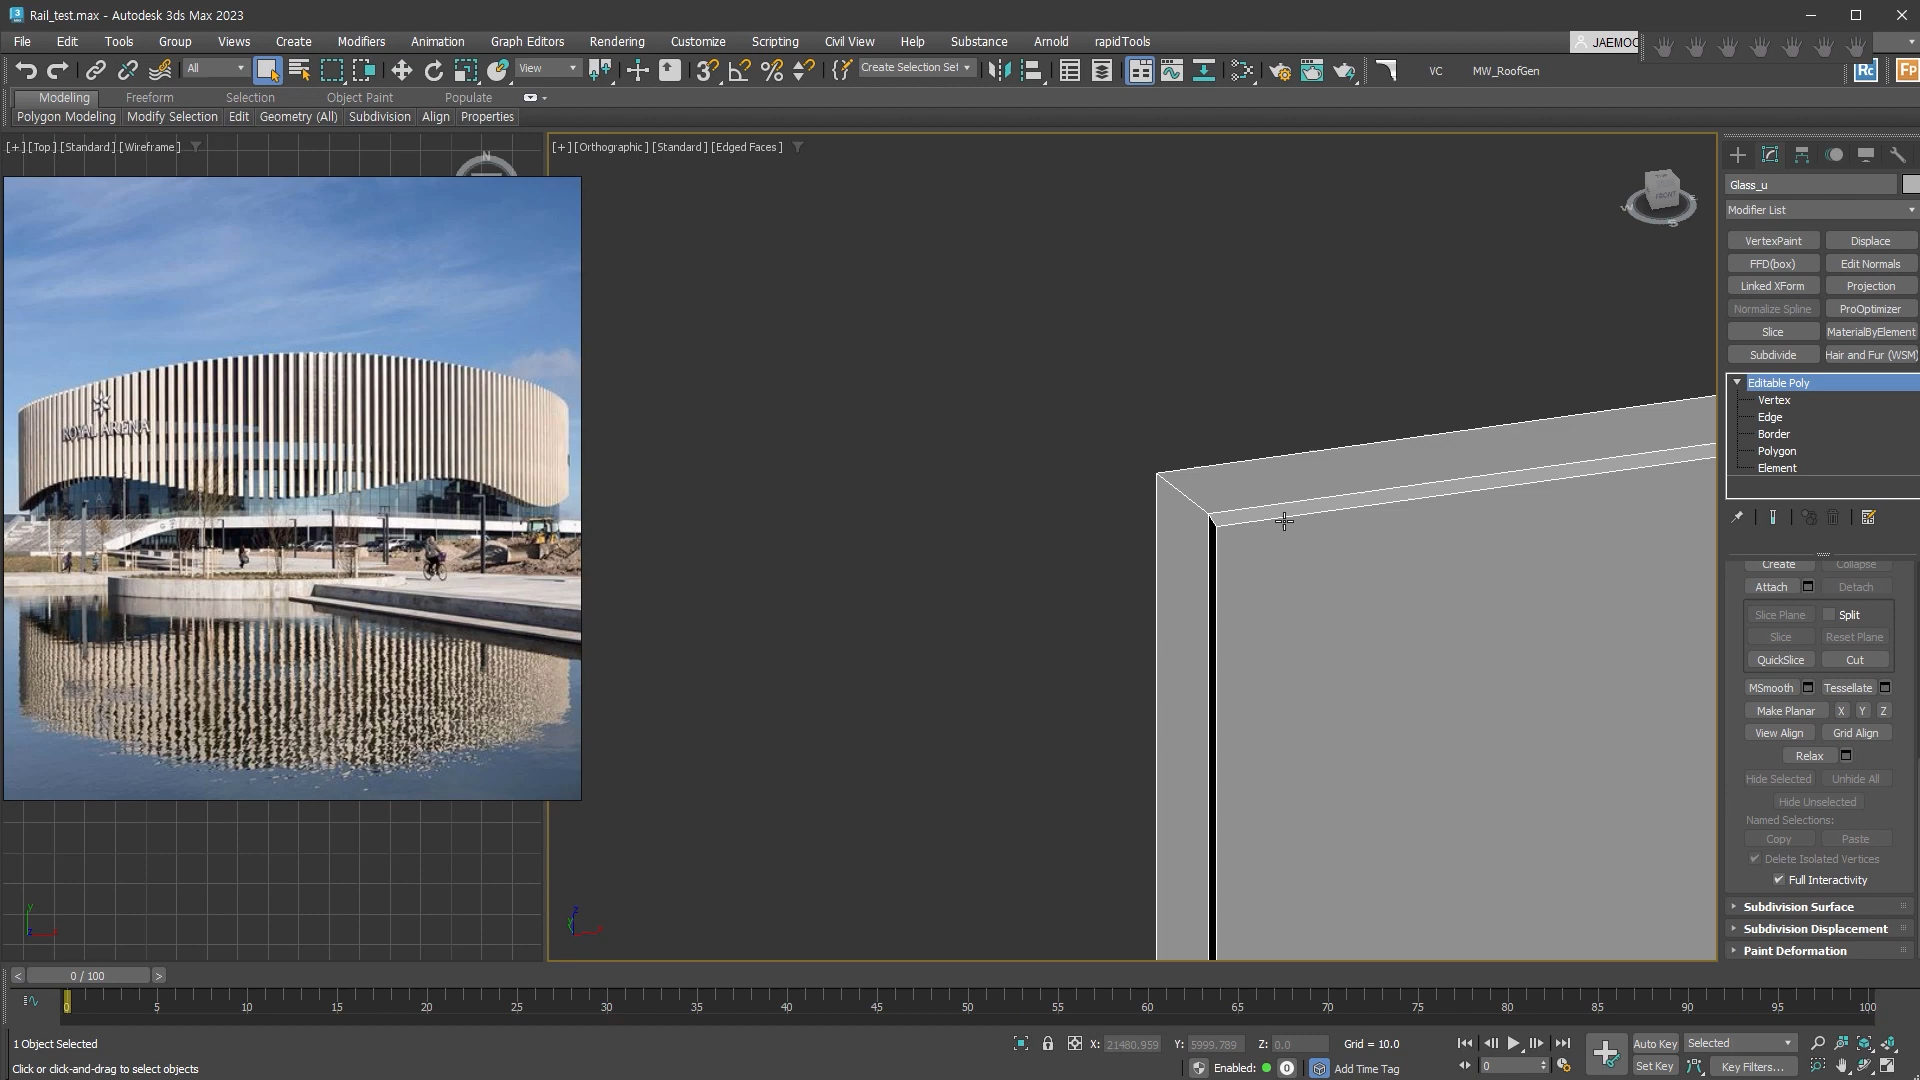 Rail_test.max - Autodesk 3ds Max 2023
File Edit Tools Group Views Create Modifiers Animation Graph Editors Rendering Customize Scripting Civil View Help Substance Arnold rapidTools JAEMOC
All View Create Selection Set VC MW_RoofGen Rc Fp
Modeling Freeform Selection Object Paint Populate
Polygon Modeling Modify Selection Edit Geometry (All) Subdivision Align Properties
[+] [Top] [Standard] [Wireframe]
[+] [Orthographic] [Standard] [Edged Faces]
N
FRONT
W
S
ROYAL ARENA
Glass_u
Modifier List
VertexPaint Displace
FFD(box) Edit Normals
Linked XForm Projection
Normalize Spline ProOptimizer
Slice MaterialByElement
Subdivide Hair and Fur (WSM)
Editable Poly
Vertex
Edge
Border
Polygon
Element
Create Collapse
Attach Detach
Slice Plane Split
Slice Reset Plane
QuickSlice Cut
MSmooth Tessellate
Make Planar X Y Z
View Align Grid Align
Relax
Hide Selected Unhide All
Hide Unselected
Named Selections:
Copy Paste
Delete Isolated Vertices
Full Interactivity
Subdivision Surface
Subdivision Displacement
Paint Deformation
y
z
z
< 0 / 100 >
0 5 10 15 20 25 30 35 40 45 50 55 60 65 70 75 80 85 90 95 100
1 Object Selected
X: 21480.959 Y: 5999.789 Z: 0.0 Grid = 10.0
Auto Key Selected
Click or click-and-drag to select objects
Enabled: 0 Add Time Tag
0
Set Key Key Filters...